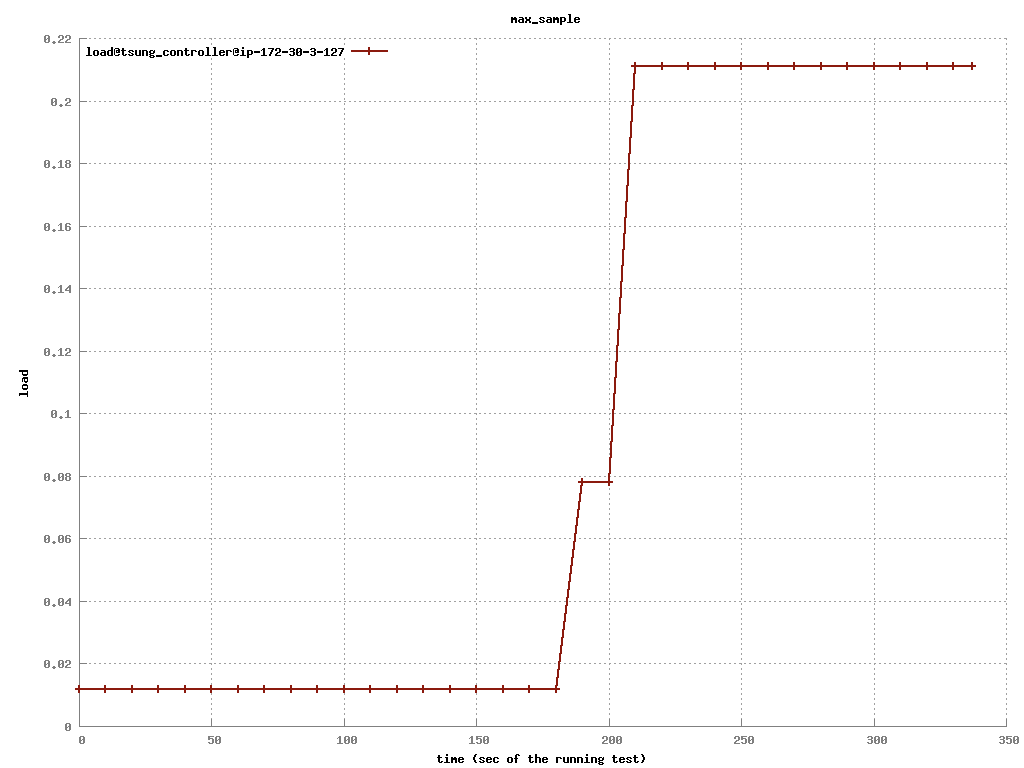 max_sample
load@tsung_controller@ip-172-30-3-127
0.22
0.2
0.18
0.16
0.14
0.12
0.1
0.08
0.06
0.04
0.02
0
load
0 50 100 150 200 250 300 350
time (sec of the running test)